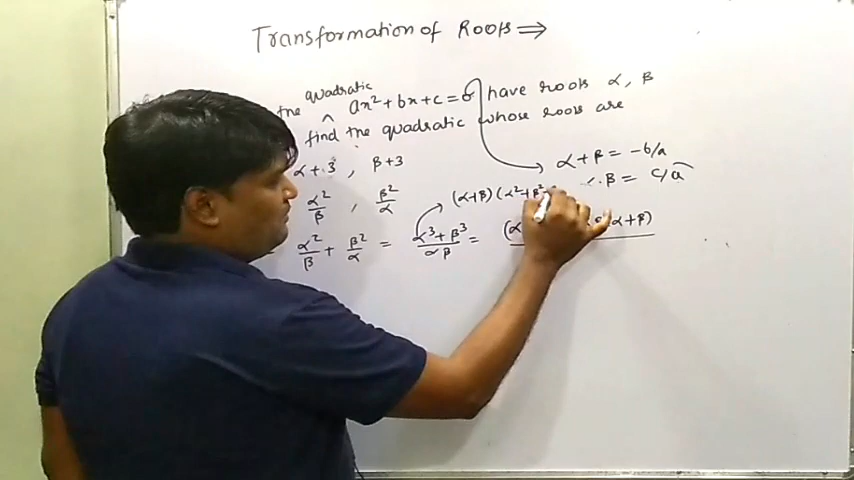 Transformation of Roots ⇒
the quadratic ax² + bx + c = 0 have roots α, β
find the quadratic whose roots are
α + 3 , β + 3
α + β = -b/a
α²/β , β²/α
α.β = c/a
(α+β)(α²+β²
α²/β + β²/α = α³+β³/αβ = (α α+β)